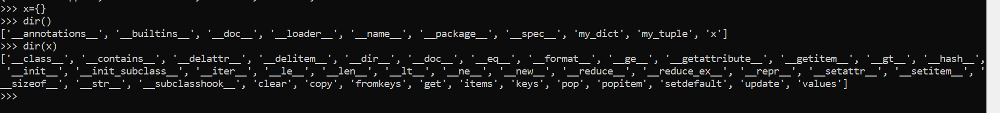 >>> x={}
>>> dir()
['__annotations__', '__builtins__', '__doc__', '__loader__', '__name__', '__package__', '__spec__', 'my_dict', 'my_tuple', 'x']
>>> dir(x)
['__class__', '__contains__', '__delattr__', '__delitem__', '__dir__', '__doc__', '__eq__', '__format__', '__ge__', '__getattribute__', '__getitem__', '__gt__', '__hash__',
 '__init__', '__init_subclass__', '__iter__', '__le__', '__len__', '__lt__', '__ne__', '__new__', '__reduce__', '__reduce_ex__', '__repr__', '__setattr__', '__setitem__', '
__sizeof__', '__str__', '__subclasshook__', 'clear', 'copy', 'fromkeys', 'get', 'items', 'keys', 'pop', 'popitem', 'setdefault', 'update', 'values']
>>>